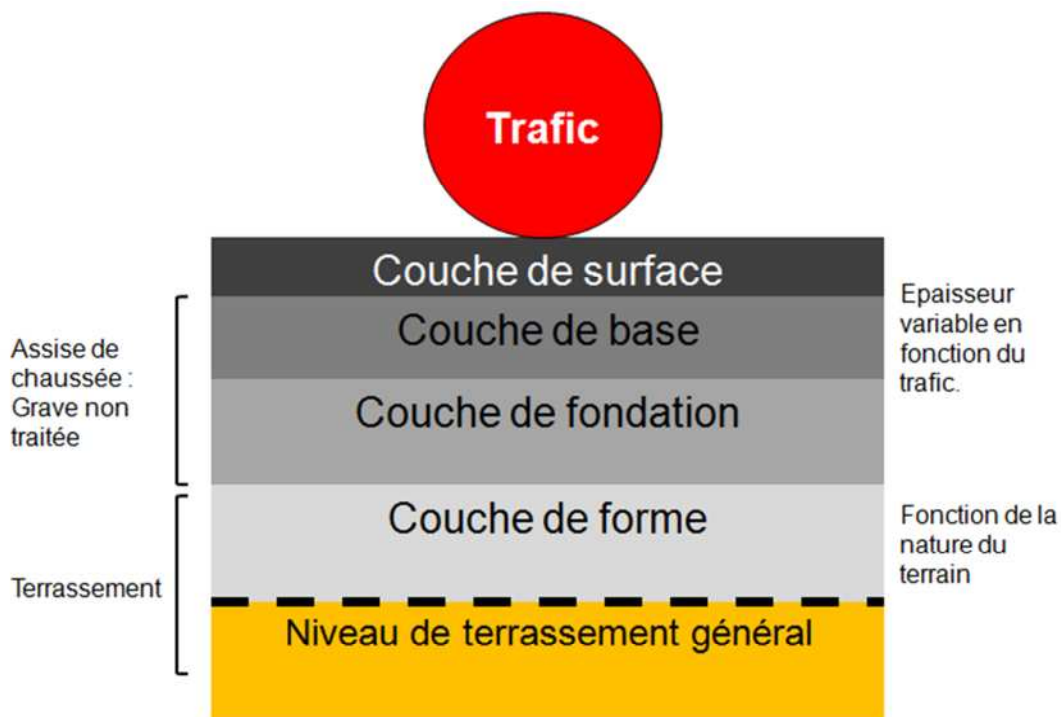 Trafic
Couche de surface
Couche de base
Couche de fondation
Couche de forme
Niveau de terrassement général
Assise de
chaussée :
Grave non
traitée
Terrassement
Epaisseur
variable en
fonction du
trafic.
Fonction de la
nature du
terrain